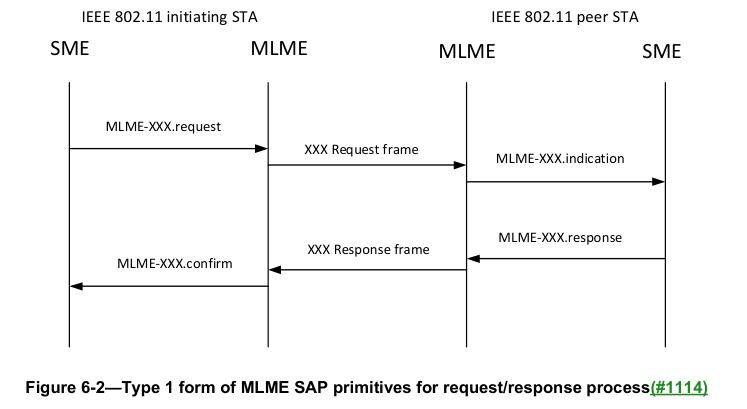 IEEE 802.11 initiating STA
IEEE 802.11 peer STA
SME
MLME
MLME
SME
MLME-XXX.request
XXX Request frame
MLME-XXX.indication
MLME-XXX.response
XXX Response frame
MLME-XXX.confirm
Figure 6-2—Type 1 form of MLME SAP primitives for request/response process(#1114)